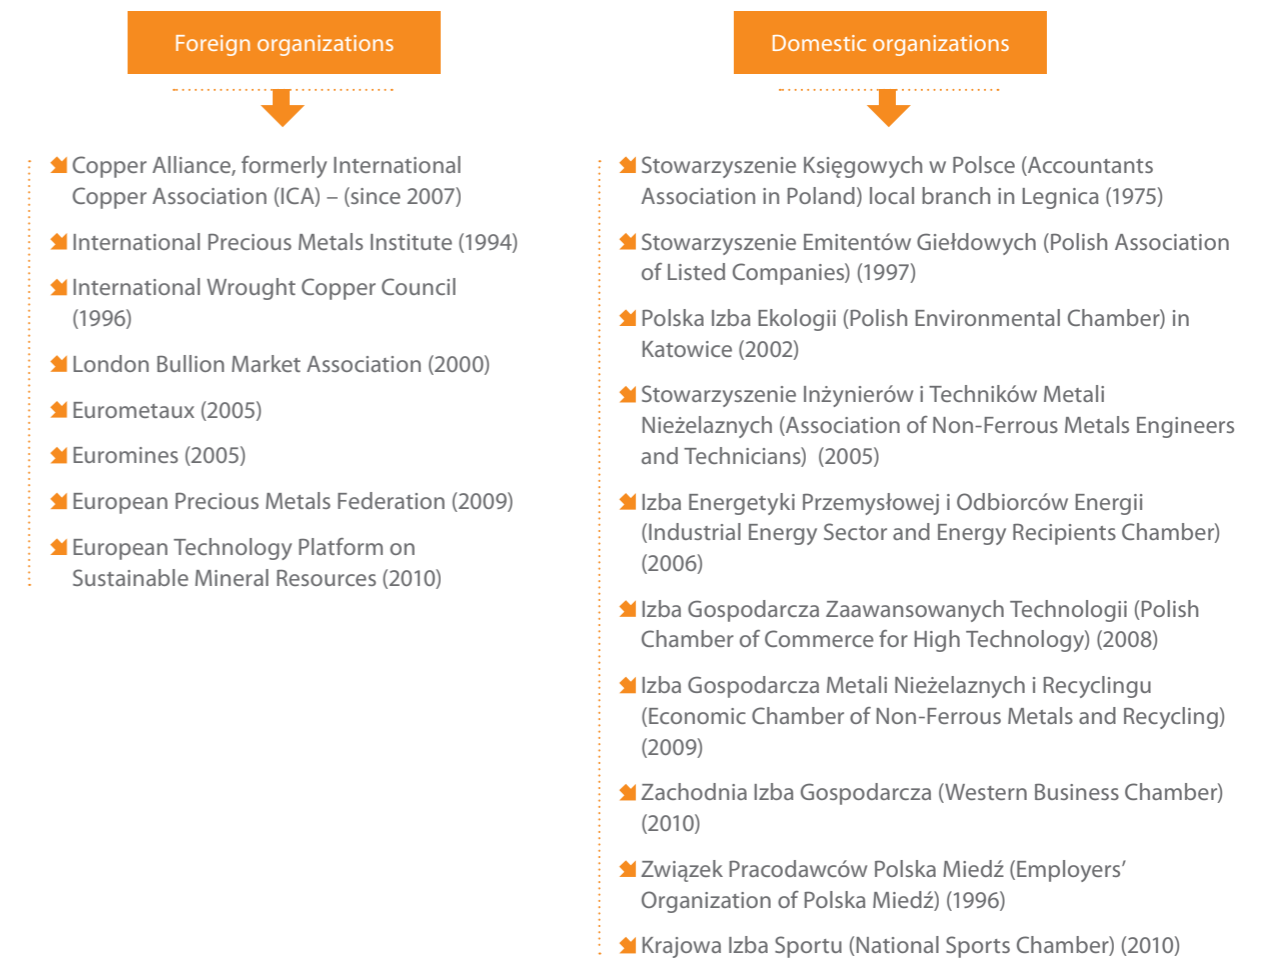 Foreign organizations
Copper Alliance, formerly International
Copper Association (ICA) – (since 2007)
International Precious Metals Institute (1994)
International Wrought Copper Council
(1996)
London Bullion Market Association (2000)
Eurometaux (2005)
Euromines (2005)
European Precious Metals Federation (2009)
European Technology Platform on
Sustainable Mineral Resources (2010)
Domestic organizations
Stowarzyszenie Księgowych w Polsce (Accountants
Association in Poland) local branch in Legnica (1975)
Stowarzyszenie Emitentów Giełdowych (Polish Association
of Listed Companies) (1997)
Polska Izba Ekologii (Polish Environmental Chamber) in
Katowice (2002)
Stowarzyszenie Inżynierów i Techników Metali
Nieżelaznych (Association of Non-Ferrous Metals Engineers
and Technicians) (2005)
Izba Energetyki Przemysłowej i Odbiorców Energii
(Industrial Energy Sector and Energy Recipients Chamber)
(2006)
Izba Gospodarcza Zaawansowanych Technologii (Polish
Chamber of Commerce for High Technology) (2008)
Izba Gospodarcza Metali Nieżelaznych i Recyclingu
(Economic Chamber of Non-Ferrous Metals and Recycling)
(2009)
Zachodnia Izba Gospodarcza (Western Business Chamber)
(2010)
Związek Pracodawców Polska Miedź (Employers’
Organization of Polska Miedź) (1996)
Krajowa Izba Sportu (National Sports Chamber) (2010)